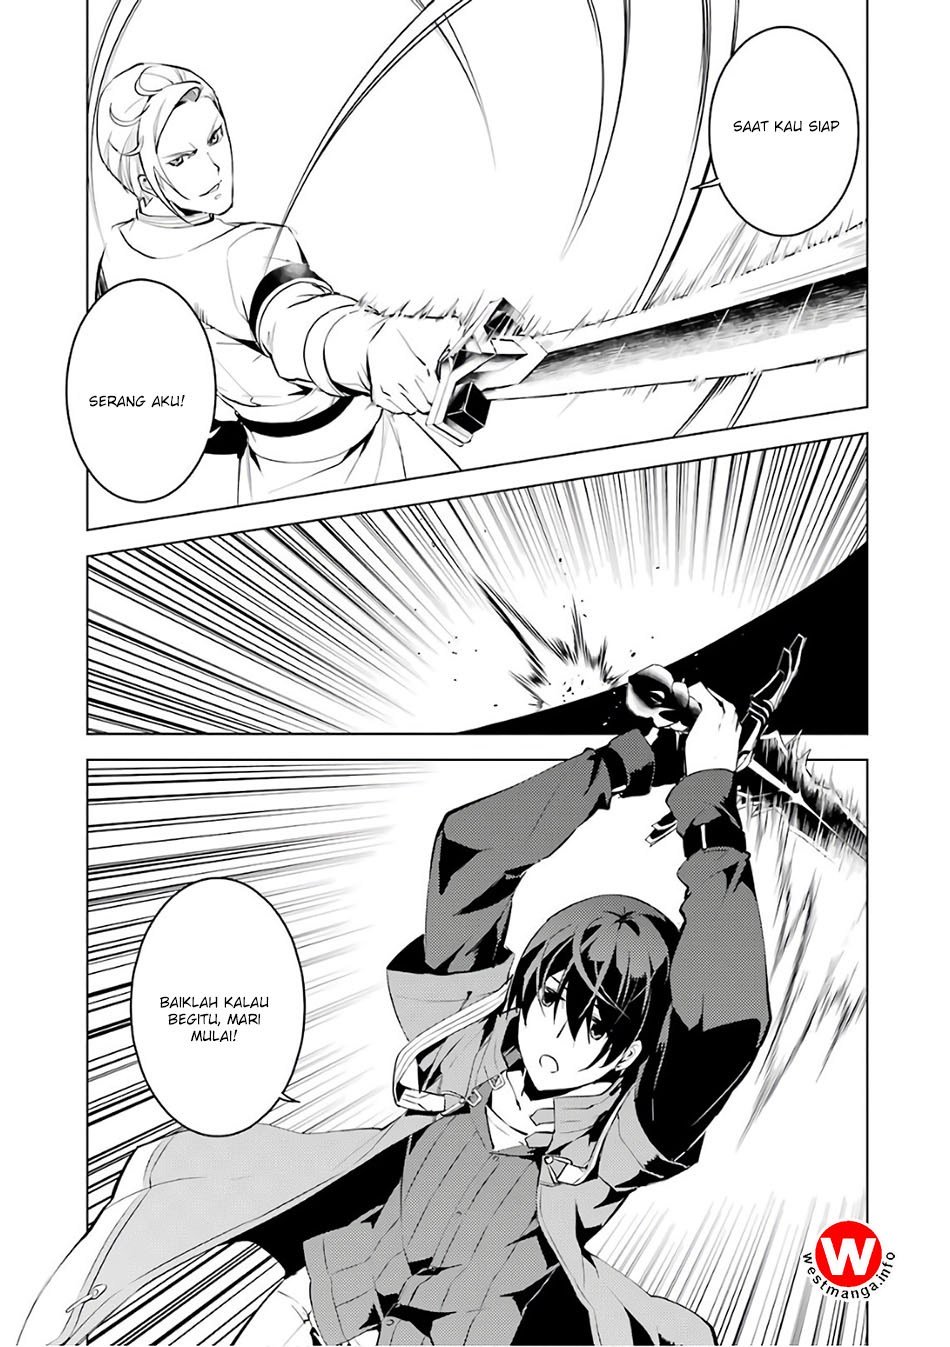 SAAT KAU SIAP
SERANG AKU!
BAIKLAH KALAU
BEGITU, MARI
MULAI!
W
westmanga.info